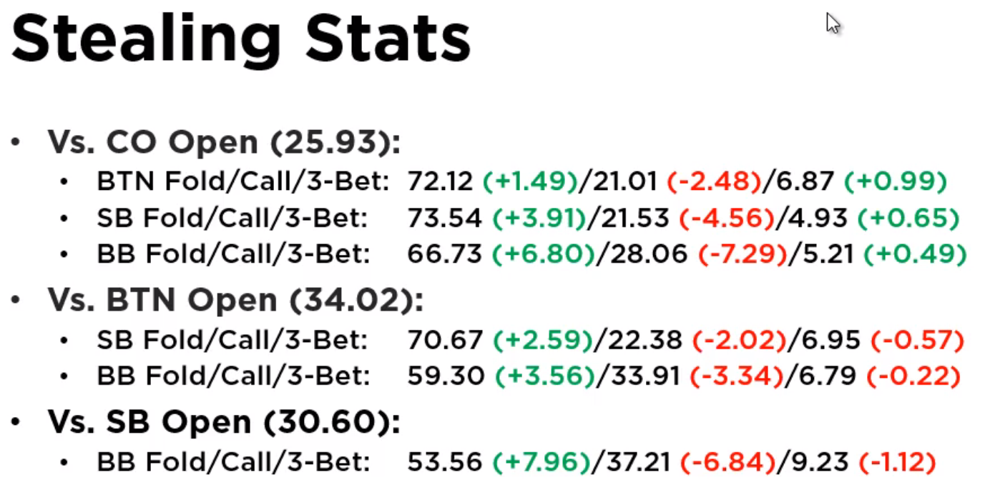 Stealing Stats
• Vs. CO Open (25.93):
• BTN Fold/Call/3-Bet: 72.12 (+1.49)/21.01 (-2.48)/6.87 (+0.99)
• SB Fold/Call/3-Bet: 73.54 (+3.91)/21.53 (-4.56)/4.93 (+0.65)
• BB Fold/Call/3-Bet: 66.73 (+6.80)/28.06 (-7.29)/5.21 (+0.49)
• Vs. BTN Open (34.02):
• SB Fold/Call/3-Bet: 70.67 (+2.59)/22.38 (-2.02)/6.95 (-0.57)
• BB Fold/Call/3-Bet: 59.30 (+3.56)/33.91 (-3.34)/6.79 (-0.22)
• Vs. SB Open (30.60):
• BB Fold/Call/3-Bet: 53.56 (+7.96)/37.21 (-6.84)/9.23 (-1.12)